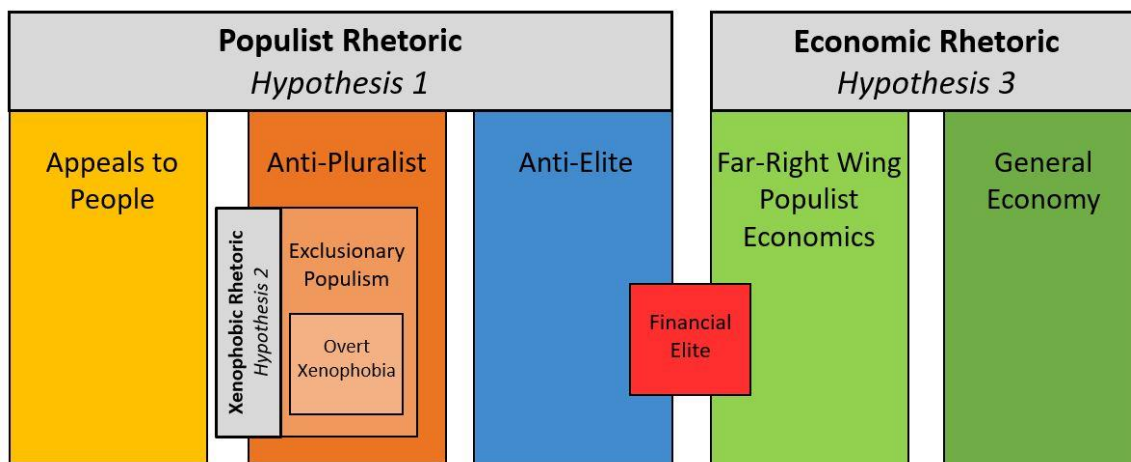 Populist Rhetoric
Hypothesis 1
Economic Rhetoric
Hypothesis 3
Appeals to
People
Anti-Pluralist
Xenophobic Rhetoric
Hypothesis 2
Exclusionary
Populism
Overt
Xenophobia
Anti-Elite
Financial
Elite
Far-Right Wing
Populist
Economics
General
Economy